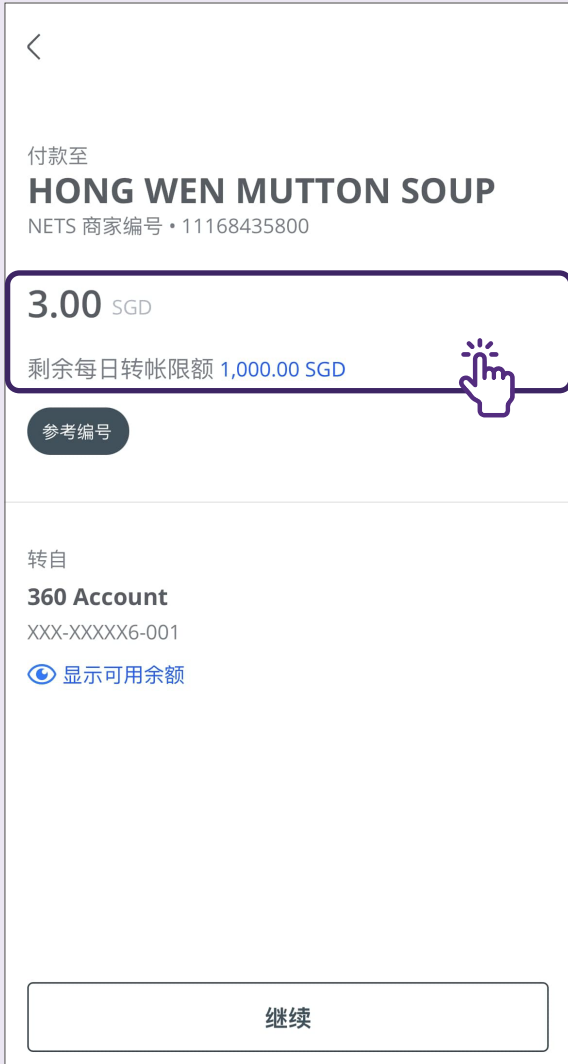 付款至
HONG WEN MUTTON SOUP
NETS 商家编号 • 11168435800
3.00 SGD
剩余每日转帐限额 1,000.00 SGD
参考编号
转自
360 Account
XXX-XXXXX6-001
显示可用余额
继续